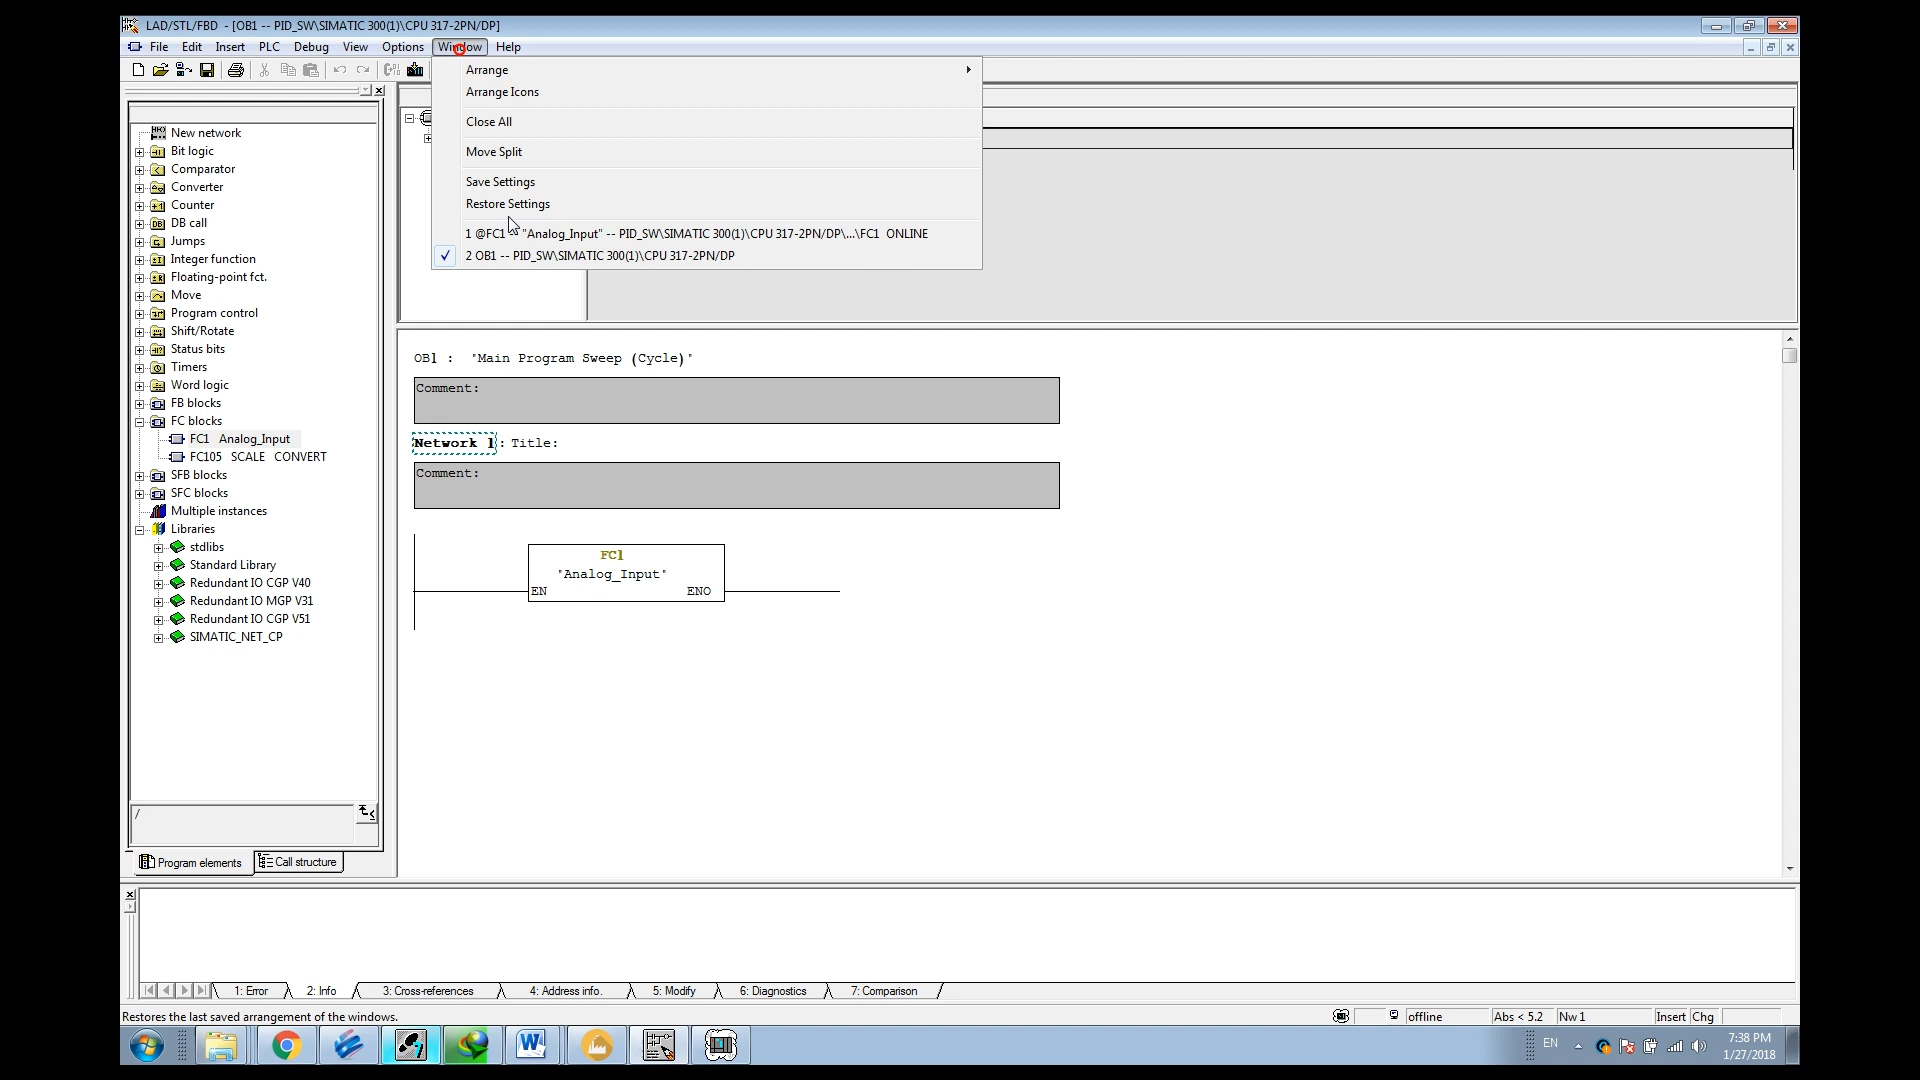 LAD/STL/FBD - [OB1 -- PID_SW\SIMATIC 300(1)\CPU 317-2PN/DP]
File Edit Insert PLC Debug View Options Window Help
Arrange
Arrange Icons
Close All
Move Split
Save Settings
Restore Settings
1 @FC1 - "Analog_Input" -- PID_SW\SIMATIC 300(1)\CPU 317-2PN/DP\...\FC1 ONLINE
2 OB1 -- PID_SW\SIMATIC 300(1)\CPU 317-2PN/DP
New network
Bit logic
Comparator
Converter
Counter
DB call
Jumps
Integer function
Floating-point fct.
Move
Program control
Shift/Rotate
Status bits
Timers
Word logic
FB blocks
FC blocks
FC1 Analog_Input
FC105 SCALE CONVERT
SFB blocks
SFC blocks
Multiple instances
Libraries
stdlibs
Standard Library
Redundant IO CGP V40
Redundant IO MGP V31
Redundant IO CGP V51
SIMATIC_NET_CP
/
Program elements Call structure
OB1 : "Main Program Sweep (Cycle)"
Comment:
Network 1: Title:
Comment:
FC1
"Analog_Input"
EN ENO
1: Error 2: Info 3: Cross-references 4: Address info. 5: Modify 6: Diagnostics 7: Comparison
Restores the last saved arrangement of the windows.
offline Abs < 5.2 Nw 1 Insert Chg
EN
7:38 PM
1/27/2018